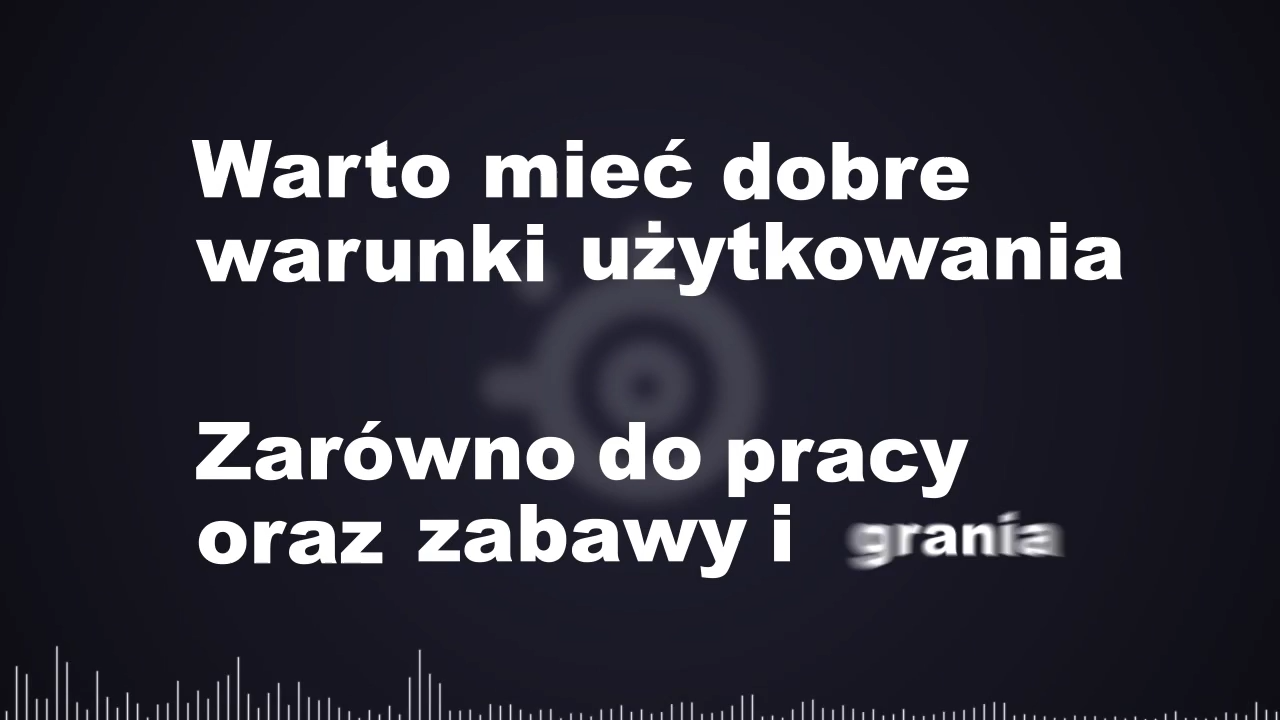 Warto mieć dobre
warunki użytkowania
Zarówno do pracy
oraz zabawy i grania